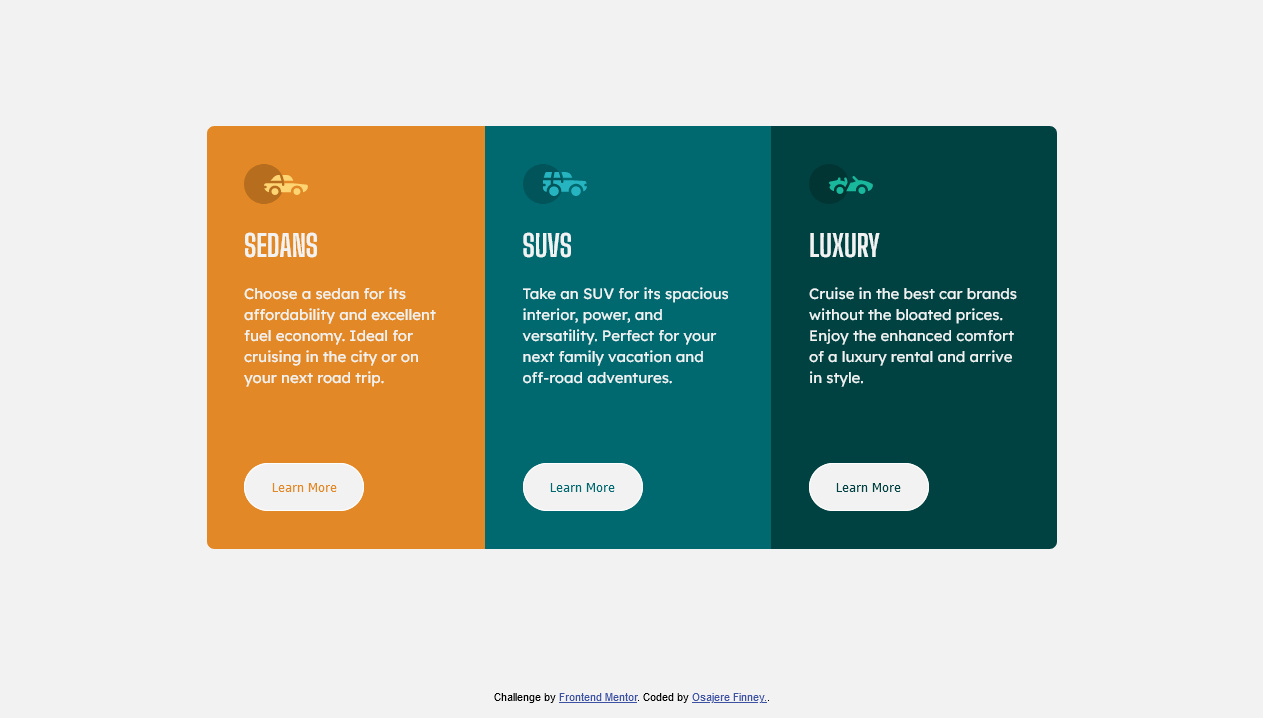 SEDANS
Choose a sedan for its
affordability and excellent
fuel economy. Ideal for
cruising in the city or on
your next road trip.
Learn More
SUVS
Take an SUV for its spacious
interior, power, and
versatility. Perfect for your
next family vacation and
off-road adventures.
Learn More
LUXURY
Cruise in the best car brands
without the bloated prices.
Enjoy the enhanced comfort
of a luxury rental and arrive
in style.
Learn More
Challenge by Frontend Mentor. Coded by Osajere Finney..